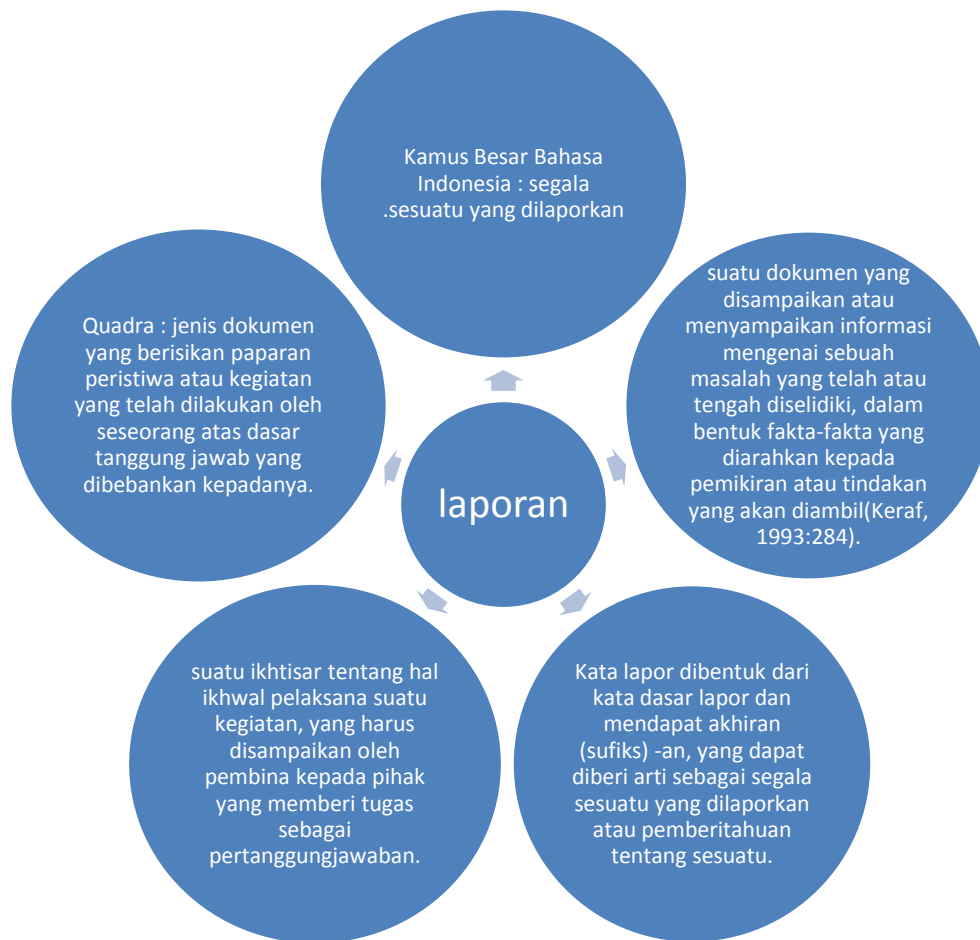 Kamus Besar Bahasa
Indonesia : segala
.sesuatu yang dilaporkan
suatu dokumen yang
disampaikan atau
menyampaikan informasi
mengenai sebuah
masalah yang telah atau
tengah diselidiki, dalam
bentuk fakta-fakta yang
diarahkan kepada
pemikiran atau tindakan
yang akan diambil(Keraf,
1993:284).
Kata lapor dibentuk dari
kata dasar lapor dan
mendapat akhiran
(sufiks) -an, yang dapat
diberi arti sebagai segala
sesuatu yang dilaporkan
atau pemberitahuan
tentang sesuatu.
suatu ikhtisar tentang hal
ikhwal pelaksana suatu
kegiatan, yang harus
disampaikan oleh
pembina kepada pihak
yang memberi tugas
sebagai
pertanggungjawaban.
Quadra : jenis dokumen
yang berisikan paparan
peristiwa atau kegiatan
yang telah dilakukan oleh
seseorang atas dasar
tanggung jawab yang
dibebankan kepadanya.
laporan